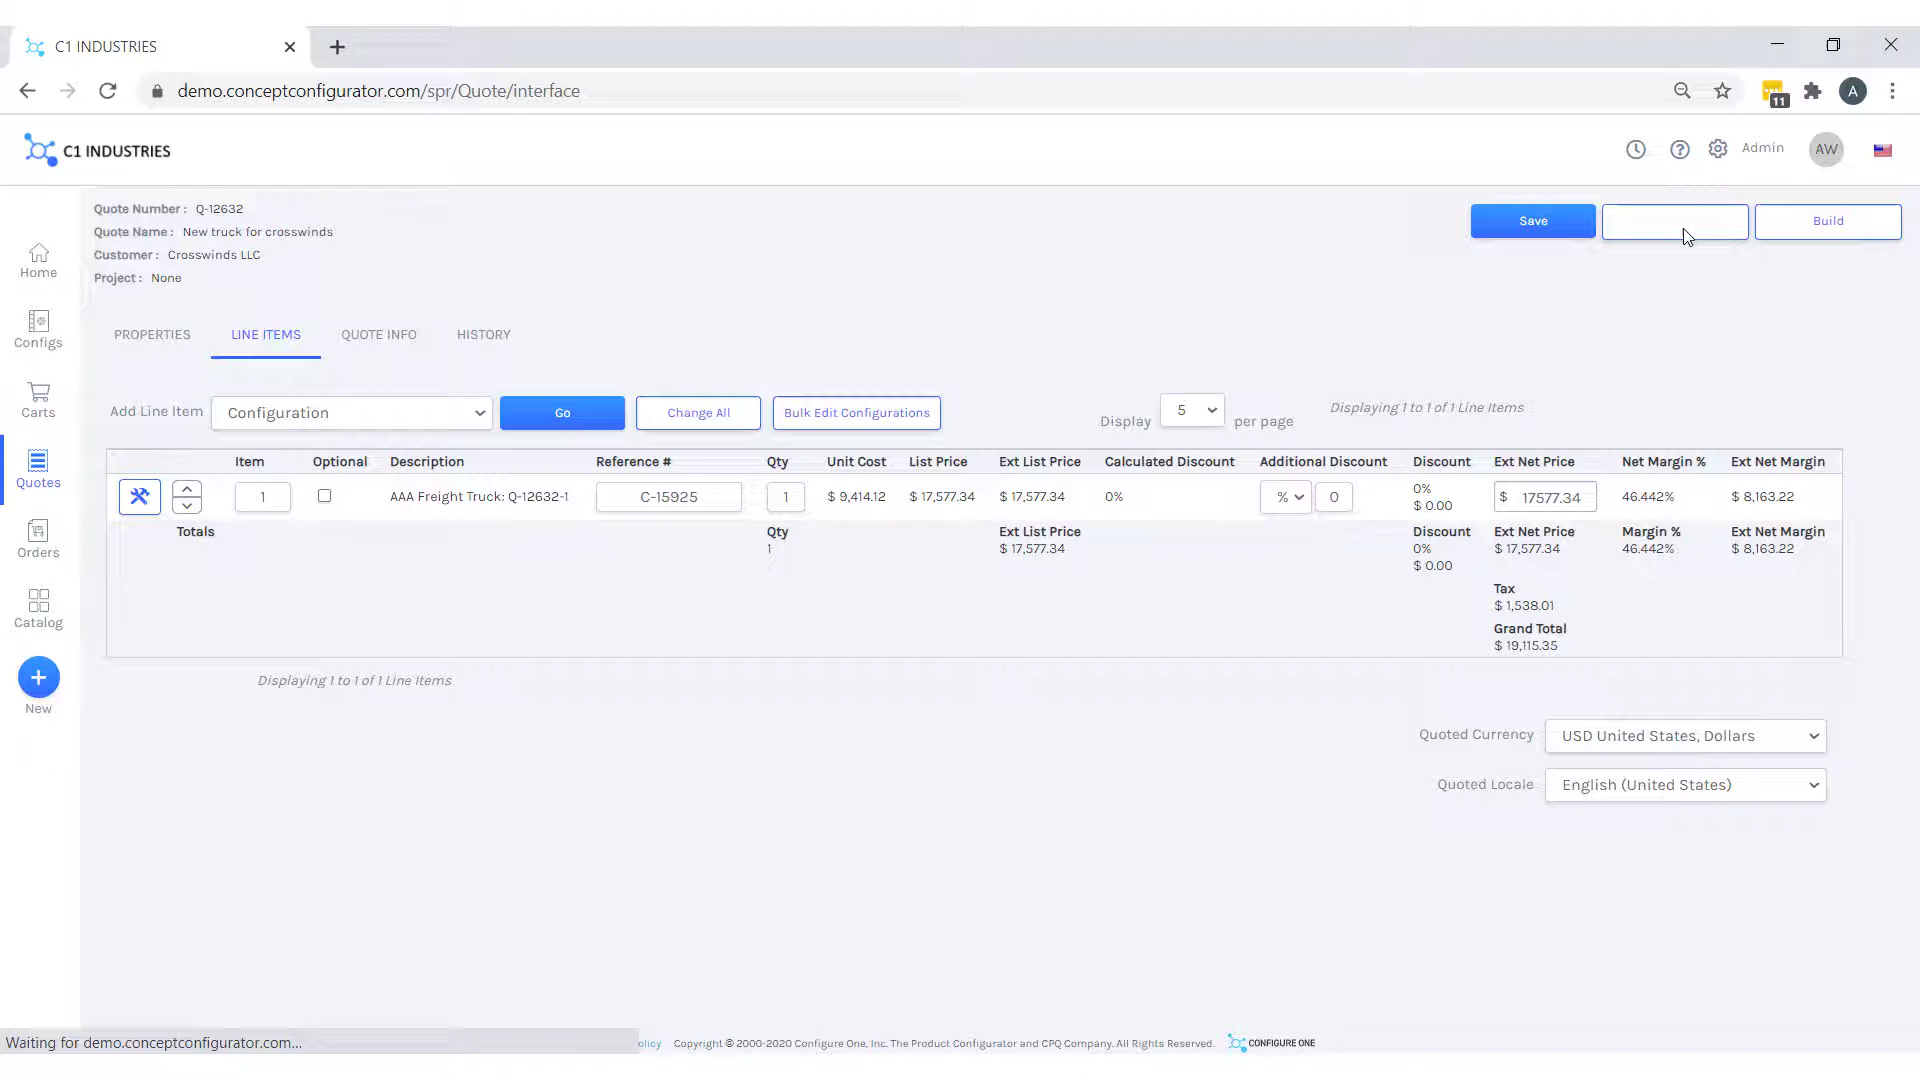 C1 INDUSTRIES
demo.conceptconfigurator.com/spr/Quote/interface
11
A
C1 INDUSTRIES
Admin
AW
Quote Number : Q-12632
Quote Name : New truck for crosswinds
Customer : Crosswinds LLC
Project : None
Save
Build
Home
Configs
Carts
Quotes
Orders
Catalog
New
PROPERTIES LINE ITEMS QUOTE INFO HISTORY
Add Line Item Configuration Go Change All Bulk Edit Configurations Display 5 per page Displaying 1 to 1 of 1 Line Items
Item Optional Description Reference # Qty Unit Cost List Price Ext List Price Calculated Discount Additional Discount Discount Ext Net Price Net Margin % Ext Net Margin
1 AAA Freight Truck: Q-12632-1 C-15925 1 $ 9,414.12 $ 17,577.34 $ 17,577.34 0% % 0 0% $ 17577.34 46.442% $ 8,163.22
$ 0.00
Totals Qty Ext List Price Discount Ext Net Price Margin % Ext Net Margin
1 $ 17,577.34 0% $ 17,577.34 46.442% $ 8,163.22
$ 0.00
Tax
$ 1,538.01
Grand Total
$ 19,115.35
Displaying 1 to 1 of 1 Line Items
Quoted Currency USD United States, Dollars
Quoted Locale English (United States)
Waiting for demo.conceptconfigurator.com...
olicy Copyright © 2000-2020 Configure One, Inc. The Product Configurator and CPQ Company. All Rights Reserved. CONFIGURE ONE